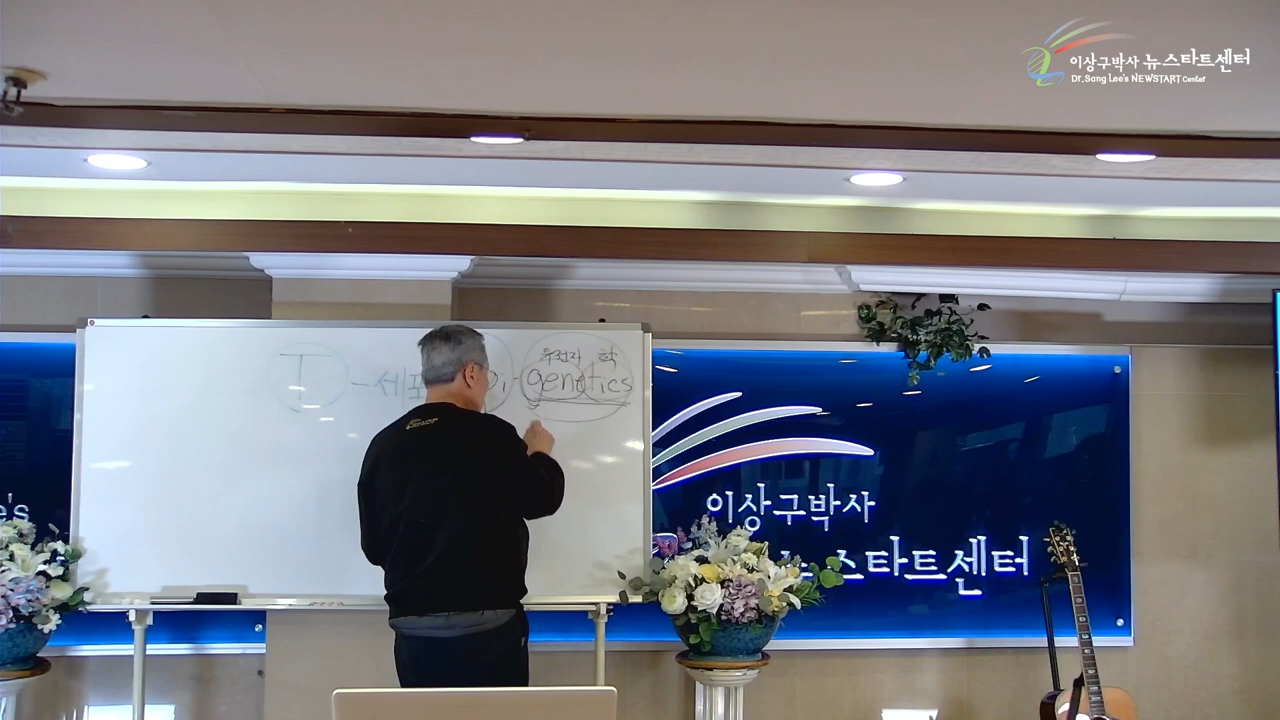 이상구박사 뉴스타트센터
Dr. Sang Lee's NEWSTART Center
유전자 학
T - 세포
genetics
이상구박사
스타트센터
e's